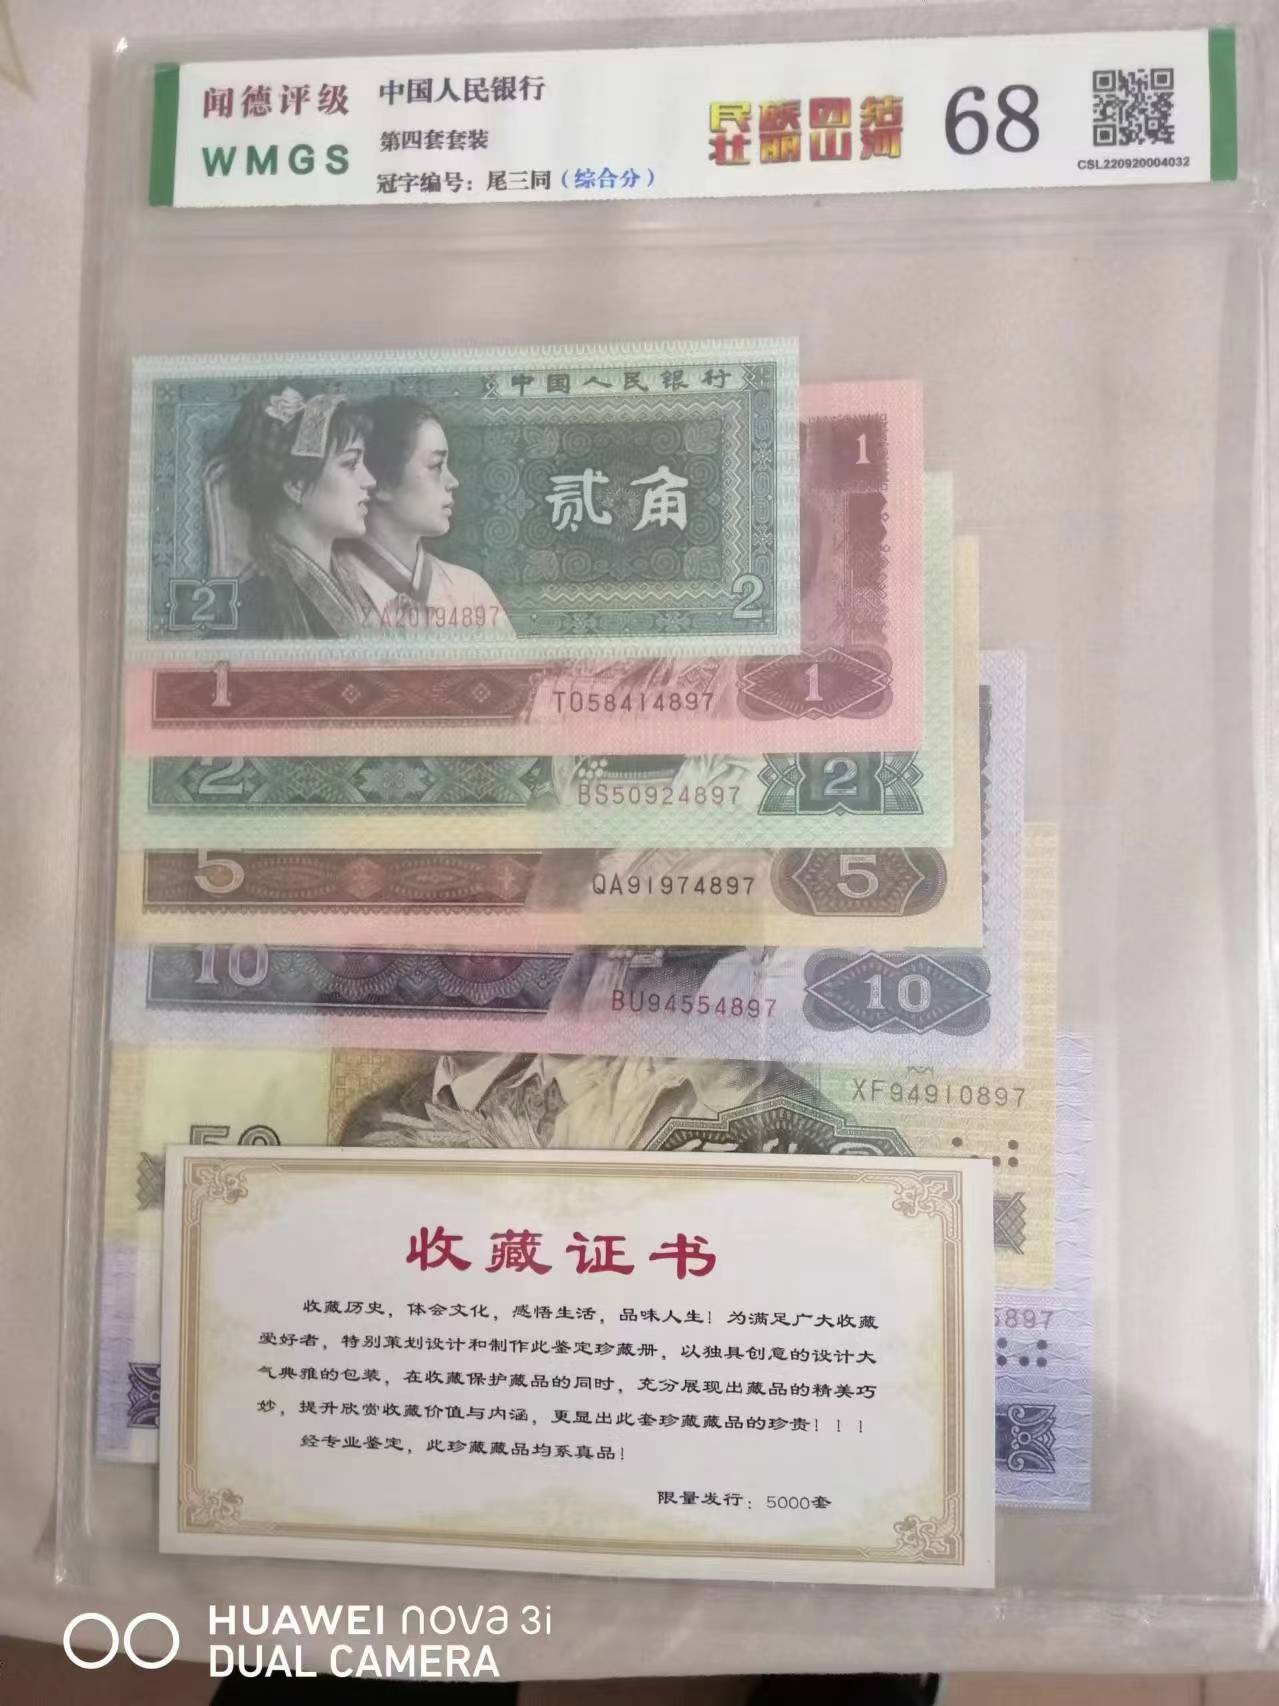 闻德评级
WMGS
中国人民银行
第四套套装
冠字编号：尾三同（综合分）
民族团结
壮丽山河
68
CSL220920004032
中国人民银行
贰角
2
2
ZA20194897
1
1
T058414897
1
2
BS50924897
2
5
QA91974897
5
10
BU94554897
10
XF94910897
50
5897
收藏证书
收藏历史，体会文化，感悟生活，品味人生！为满足广大收藏
爱好者，特别策划设计和制作此鉴定珍藏册，以独具创意的设计大
气典雅的包装，在收藏保护藏品的同时，充分展现出藏品的精美巧
妙，提升欣赏收藏价值与内涵，更显出此套珍藏藏品的珍贵！！！
经专业鉴定，此珍藏藏品均系真品！
限量发行：5000套
HUAWEI nova 3i
DUAL CAMERA